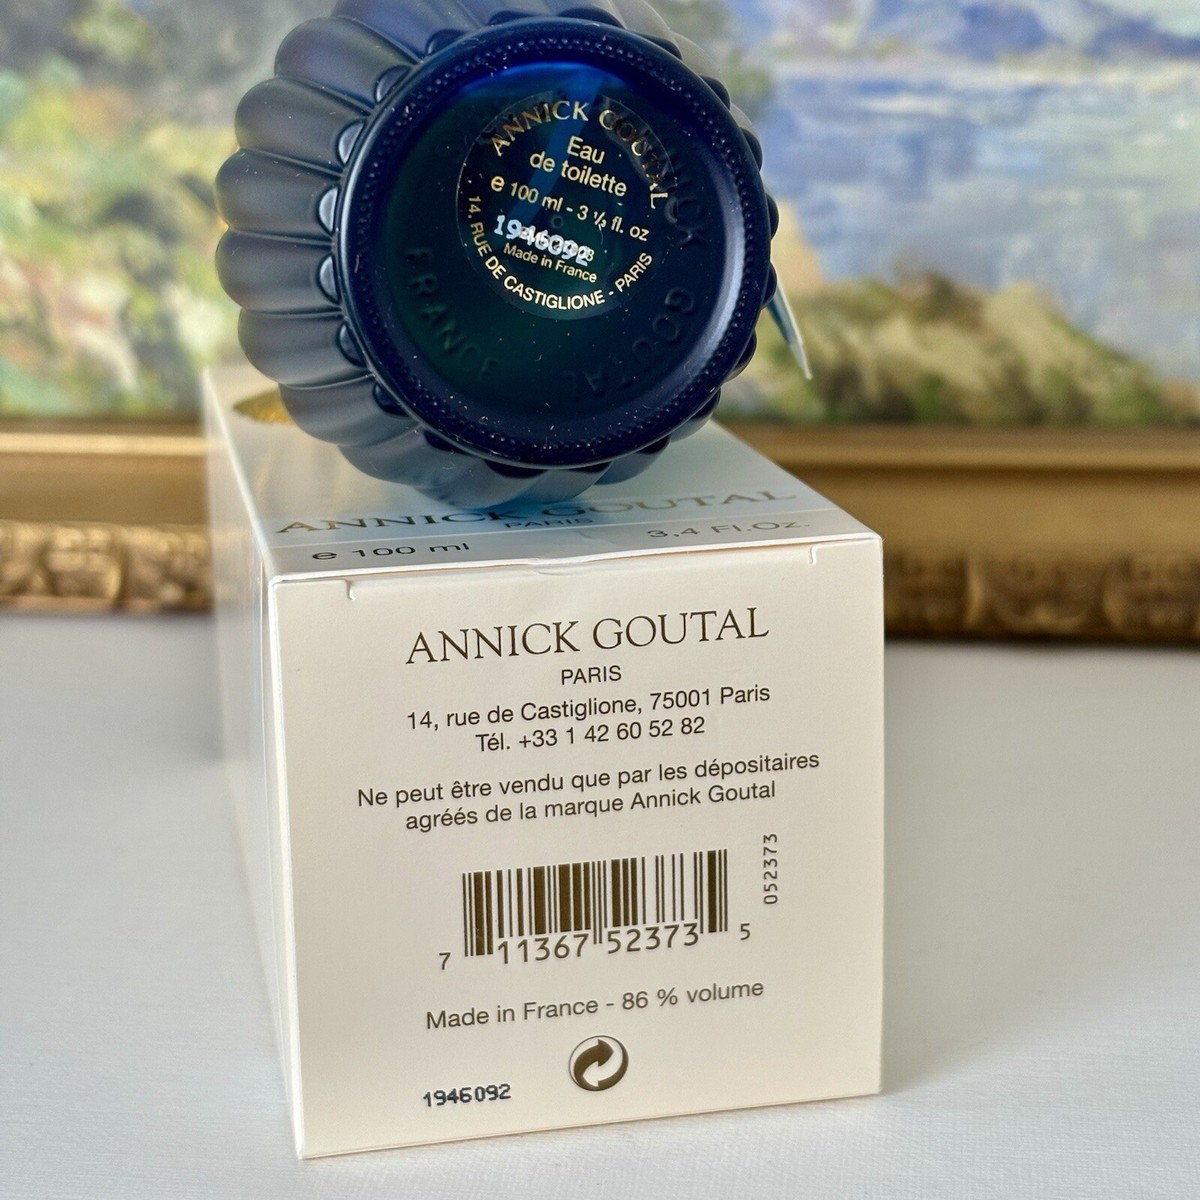 ANNICK GOUTAL
Eau
de toilette
e 100 ml - 3 ⅓ fl. oz
1946092
Made in France
14. RUE DE CASTIGLIONE - PARIS
FRANCE
GOUTAL
ANNICK GOUTAL
PARIS
e 100 ml 3,4 Fl.Oz.
ANNICK GOUTAL
PARIS
14, rue de Castiglione, 75001 Paris
Tél. +33 1 42 60 52 82
Ne peut être vendu que par les dépositaires
agréés de la marque Annick Goutal
052373
7 11367 52373 5
Made in France - 86 % volume
1946092